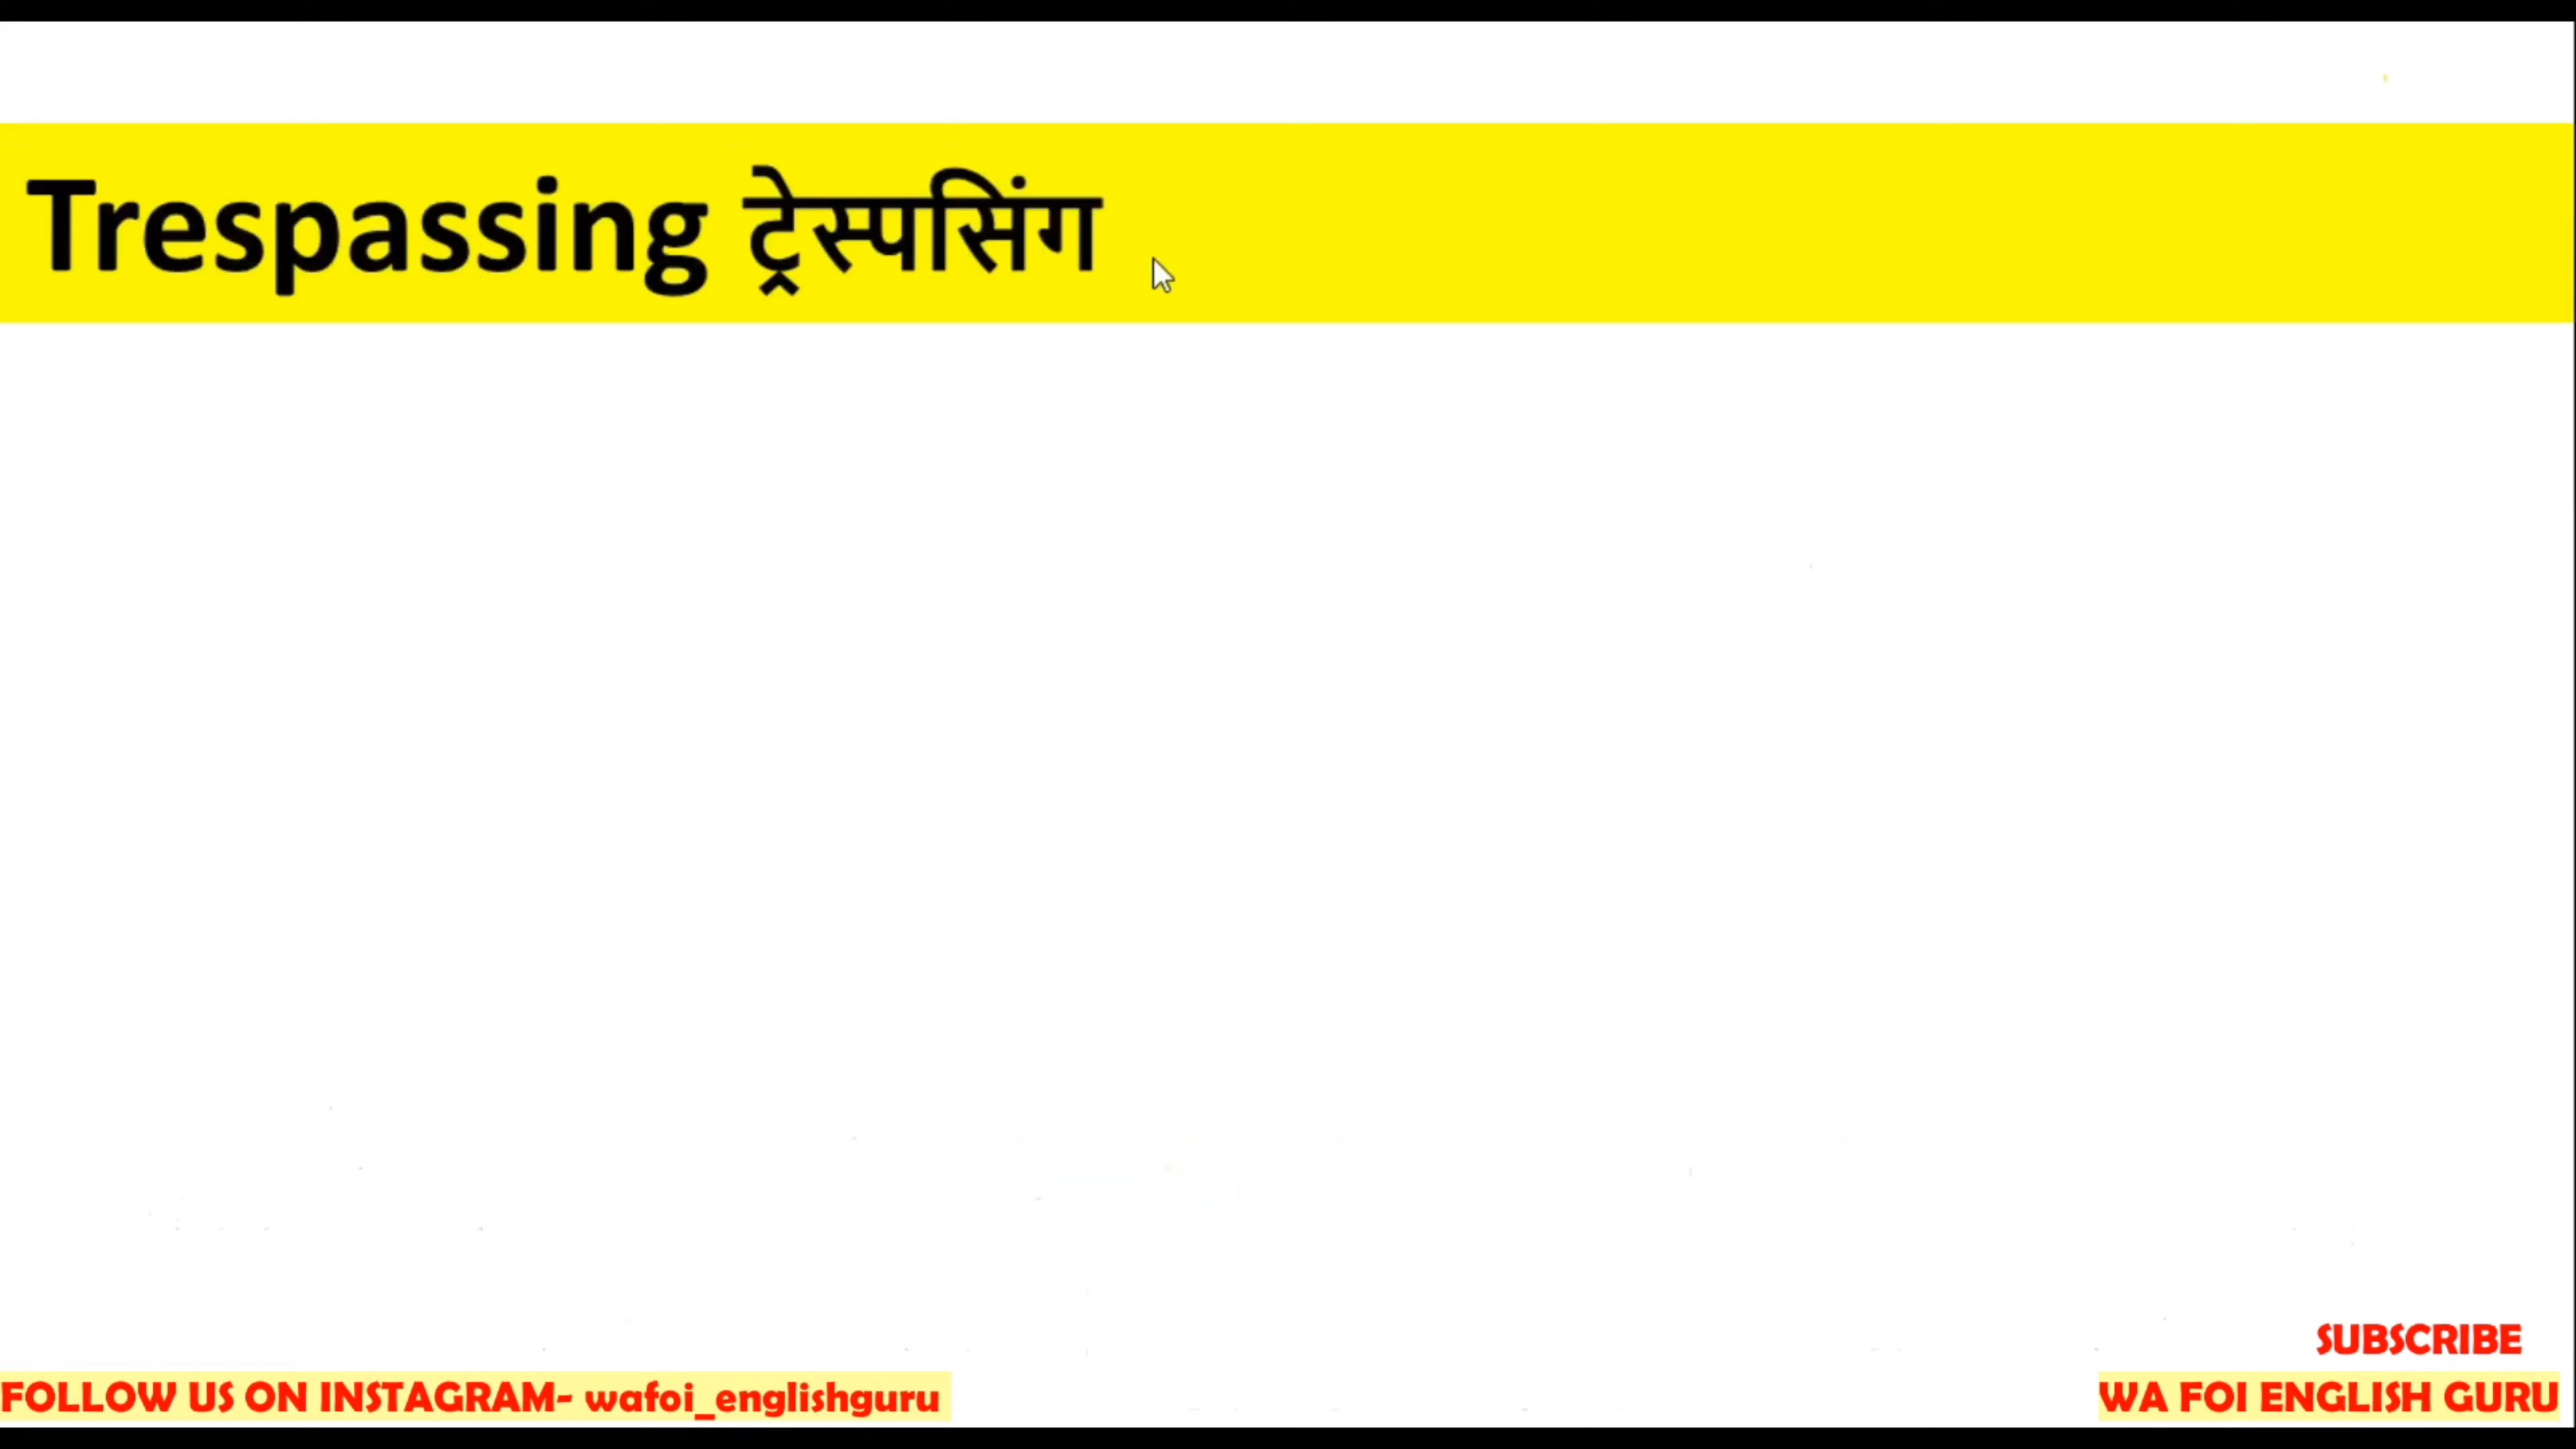 Trespassing ट्रेस्पसिंग
SUBSCRIBE
FOLLOW US ON INSTAGRAM- wafoi_englishguru
WA FOI ENGLISH GURU